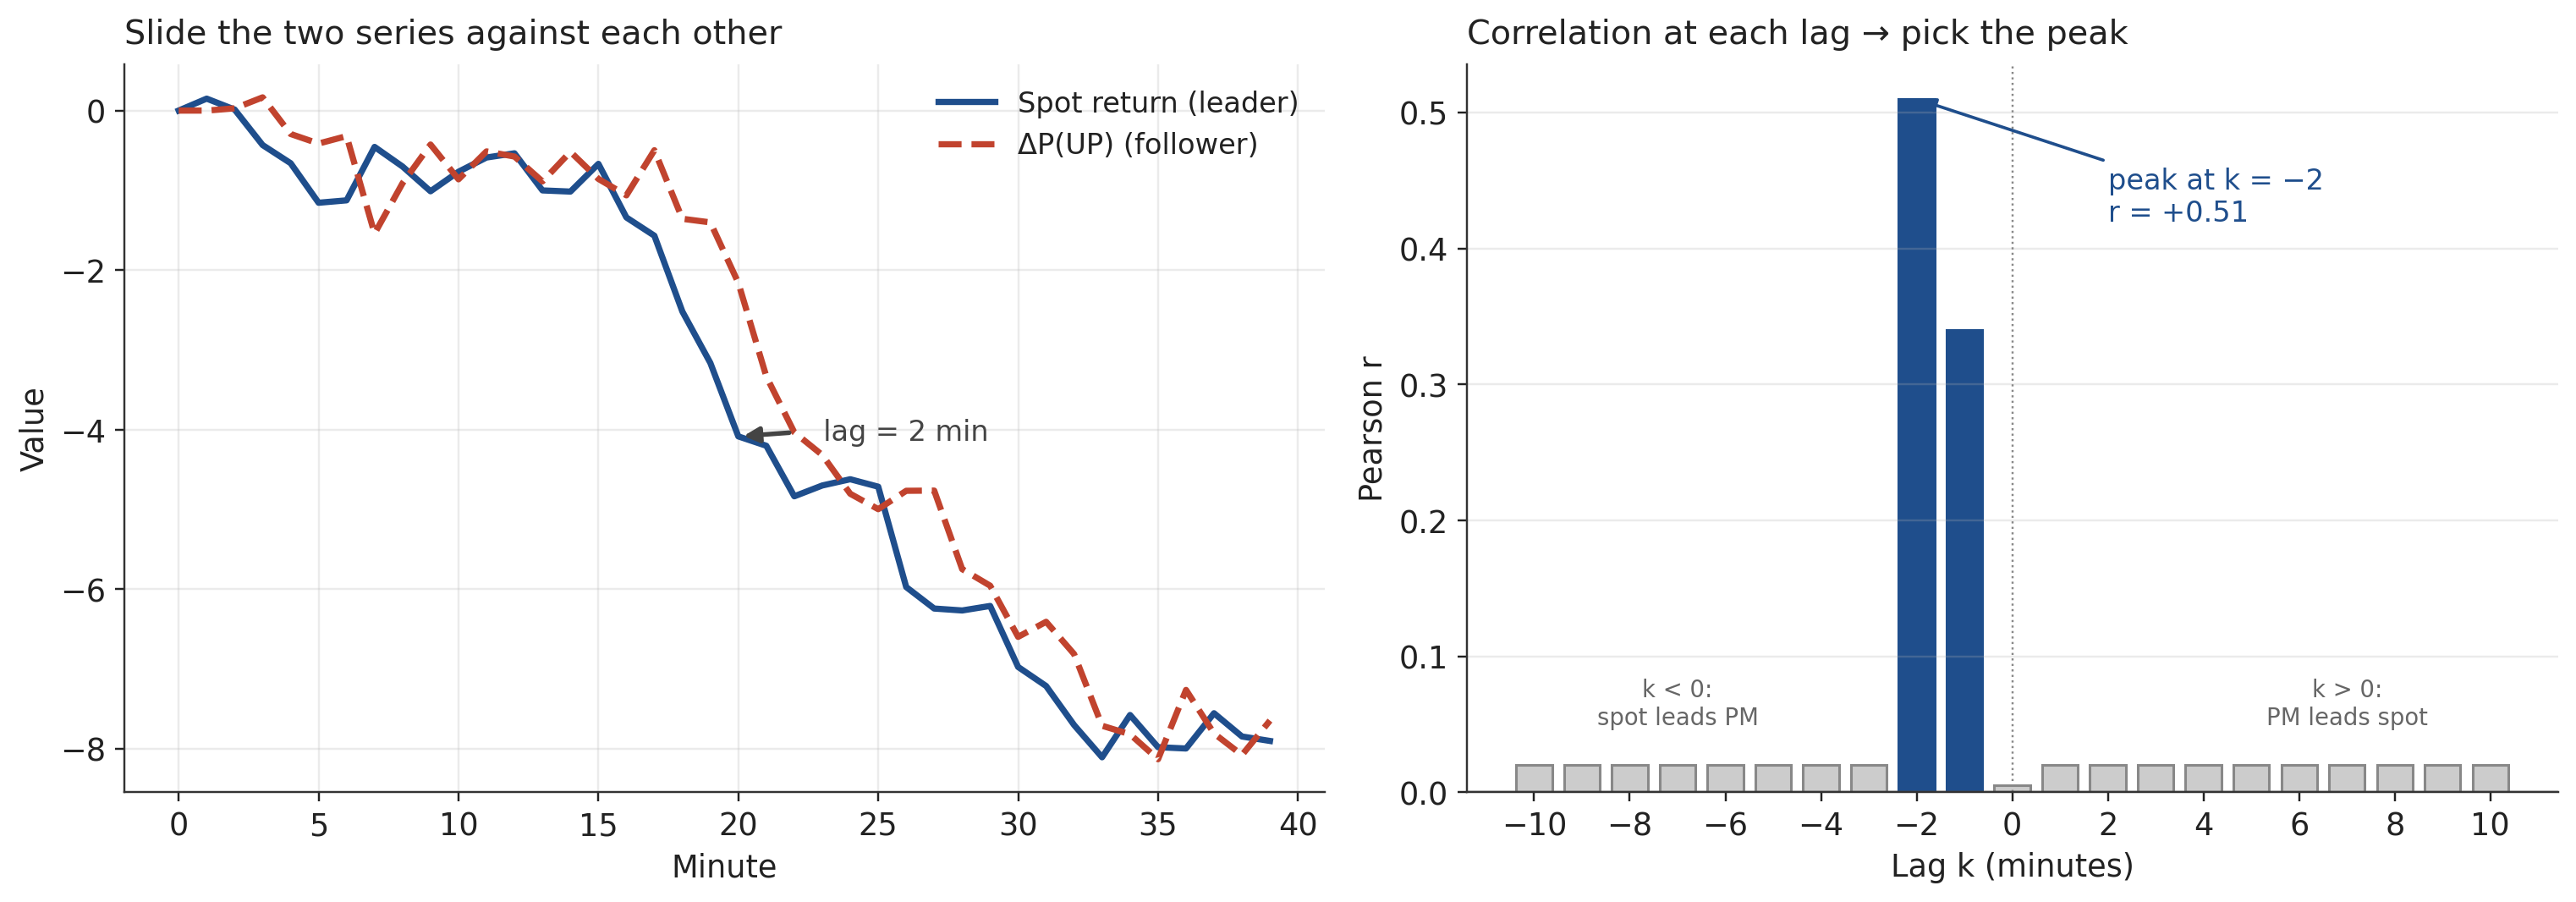 Slide the two series against each other
Spot return (leader)
ΔP(UP) (follower)
lag = 2 min
Value
0
−2
−4
−6
−8
0 5 10 15 20 25 30 35 40
Minute
Correlation at each lag → pick the peak
peak at k = −2
r = +0.51
k < 0:
spot leads PM
k > 0:
PM leads spot
Pearson r
0.5
0.4
0.3
0.2
0.1
0.0
−10 −8 −6 −4 −2 0 2 4 6 8 10
Lag k (minutes)